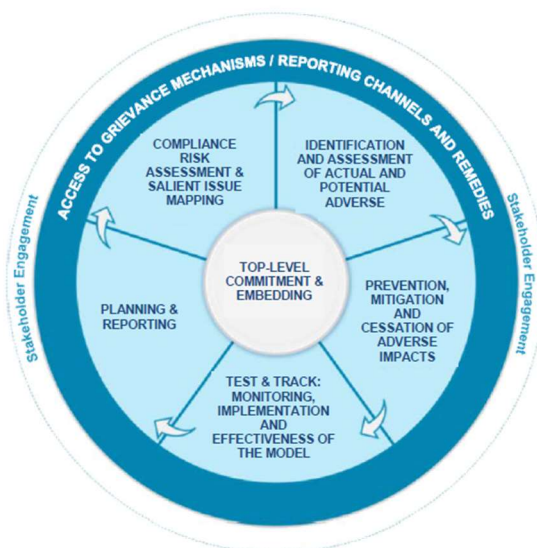 ACCESS TO GRIEVANCE MECHANISMS / REPORTING CHANNELS AND REMEDIES
Stakeholder Engagement
Stakeholder Engagement
COMPLIANCE
RISK
ASSESSMENT &
SALIENT ISSUE
MAPPING
IDENTIFICATION
AND ASSESSMENT
OF ACTUAL AND
POTENTIAL
ADVERSE
TOP-LEVEL
COMMITMENT &
EMBEDDING
PLANNING &
REPORTING
PREVENTION,
MITIGATION
AND
CESSATION OF
ADVERSE
IMPACTS
TEST & TRACK:
MONITORING,
IMPLEMENTATION
AND
EFFECTIVENESS OF
THE MODEL